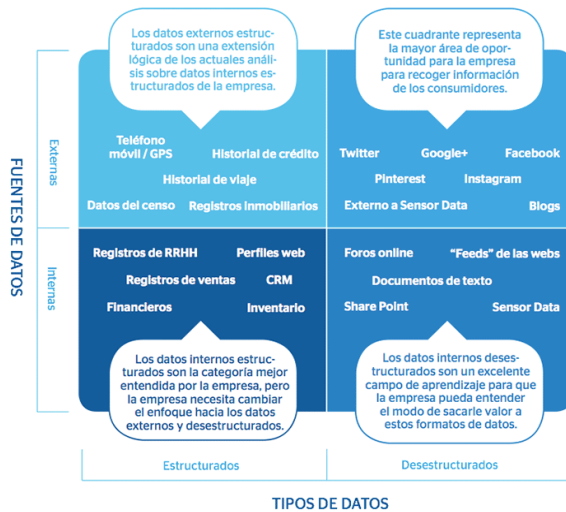 Los datos externos estruc-
turados son una extensión
lógica de los actuales análi-
sis sobre datos internos es-
tructurados de la empresa.
Este cuadrante representa
la mayor área de opor-
tunidad para la empresa
para recoger información
de los consumidores.
Teléfono
móvil / GPS
Historial de crédito
Historial de viaje
Datos del censo
Registros inmobiliarios
Twitter
Google+
Facebook
Pinterest
Instagram
Externo a Sensor Data
Blogs
FUENTES DE DATOS
Externas
Internas
Registros de RRHH
Perfiles web
Registros de ventas
CRM
Financieros
Inventario
Foros online
“Feeds” de las webs
Documentos de texto
Share Point
Sensor Data
Los datos internos estruc-
turados son la categoría mejor
entendida por la empresa, pero
la empresa necesita cambiar
el enfoque hacia los datos
externos y desestructurados.
Los datos internos deses-
tructurados son un excelente
campo de aprendizaje para que
la empresa pueda entender
el modo de sacarle valor a
estos formatos de datos.
Estructurados
Desestructurados
TIPOS DE DATOS